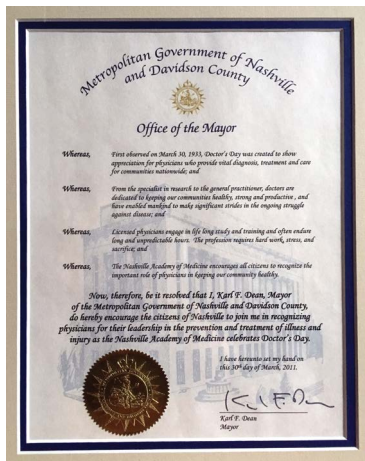 Metropolitan Government of Nashville
and Davidson County
Office of the Mayor
Whereas, First observed on March 30, 1933, Doctor's Day was created to show
appreciation for physicians who provide vital diagnosis, treatment and care
for communities nationwide; and
Whereas, From the specialist in research to the general practitioner, doctors are
dedicated to keeping our communities healthy, strong and productive, and
have enabled mankind to make significant strides in the ongoing struggle
against disease; and
Whereas, Licensed physicians engage in life long study and training and often endure
long and unpredictable hours. The profession requires hard work, stress, and
sacrifice; and
Whereas, The Nashville Academy of Medicine encourages all citizens to recognize the
important role of physicians in keeping our community healthy.
Now, therefore, be it resolved that I, Karl F. Dean, Mayor
of the Metropolitan Government of Nashville and Davidson County,
do hereby encourage the citizens of Nashville to join me in recognizing
physicians for their leadership in the prevention and treatment of illness and
injury as the Nashville Academy of Medicine celebrates Doctor's Day.
I have hereunto set my hand on
this 30th day of March, 2011.
Karl F. Dean
Karl F. Dean
Mayor